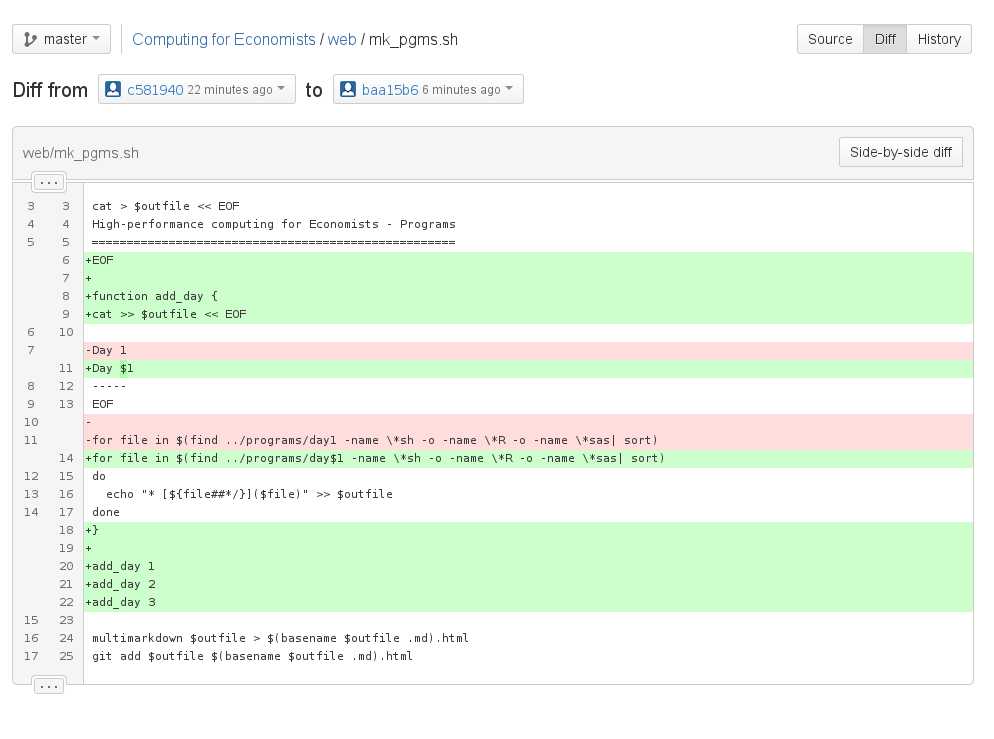 master Computing for Economists / web / mk_pgms.sh Source Diff History
Diff from c581940 22 minutes ago to baa15b6 6 minutes ago
web/mk_pgms.sh Side-by-side diff
...
3 3 cat > $outfile << EOF
4 4 High-performance computing for Economists - Programs
5 5 ====================================================
6 +EOF
7 +
8 +function add_day {
9 +cat >> $outfile << EOF
6 10
7 -Day 1
11 +Day $1
8 12 -----
9 13 EOF
10 -
11 -for file in $(find ../programs/day1 -name \*sh -o -name \*R -o -name \*sas| sort)
14 +for file in $(find ../programs/day$1 -name \*sh -o -name \*R -o -name \*sas| sort)
12 15 do
13 16   echo "* [${file##*/}]($file)" >> $outfile
14 17 done
18 +}
19 +
20 +add_day 1
21 +add_day 2
22 +add_day 3
15 23
16 24 multimarkdown $outfile > $(basename $outfile .md).html
17 25 git add $outfile $(basename $outfile .md).html
...